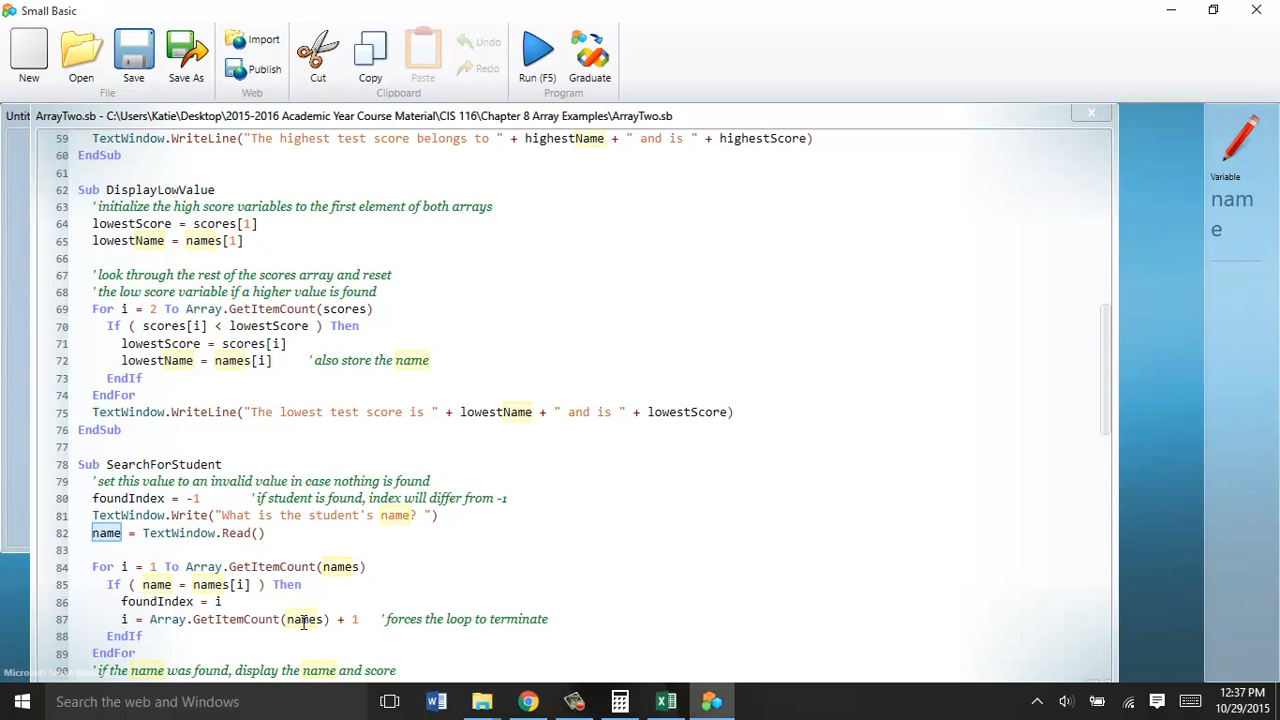 Small Basic
New
Open
Save
Save As
Import
Publish
Cut
Copy
Paste
Undo
Redo
Run (F5)
Graduate
File
Web
Clipboard
Program
Untit
ArrayTwo.sb - C:\Users\Katie\Desktop\2015-2016 Academic Year Course Material\CIS 116\Chapter 8 Array Examples\ArrayTwo.sb
59 TextWindow.WriteLine("The highest test score belongs to " + highestName + " and is " + highestScore)
60 EndSub
61
62 Sub DisplayLowValue
63 'initialize the high score variables to the first element of both arrays
64 lowestScore = scores[1]
65 lowestName = names[1]
66
67 'look through the rest of the scores array and reset
68 'the low score variable if a higher value is found
69 For i = 2 To Array.GetItemCount(scores)
70 If ( scores[i] < lowestScore ) Then
71 lowestScore = scores[i]
72 lowestName = names[i] 'also store the name
73 EndIf
74 EndFor
75 TextWindow.WriteLine("The lowest test score is " + lowestName + " and is " + lowestScore)
76 EndSub
77
78 Sub SearchForStudent
79 'set this value to an invalid value in case nothing is found
80 foundIndex = -1 'if student is found, index will differ from -1
81 TextWindow.Write("What is the student's name? ")
82 name = TextWindow.Read()
83
84 For i = 1 To Array.GetItemCount(names)
85 If ( name = names[i] ) Then
86 foundIndex = i
87 i = Array.GetItemCount(names) + 1 'forces the loop to terminate
88 EndIf
89 EndFor
90 'if the name was found, display the name and score
Variable
nam
e
Search the web and Windows
12:37 PM
10/29/2015